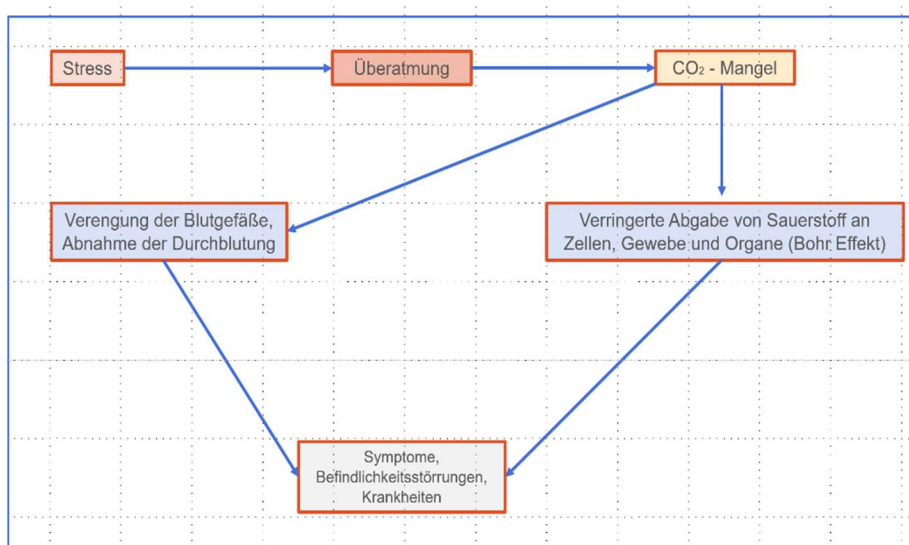 Stress
Überatmung
CO₂ - Mangel
Verengung der Blutgefäße,
Abnahme der Durchblutung
Verringerte Abgabe von Sauerstoff an
Zellen, Gewebe und Organe (Bohr Effekt)
Symptome,
Befindlichkeitsstörrungen,
Krankheiten